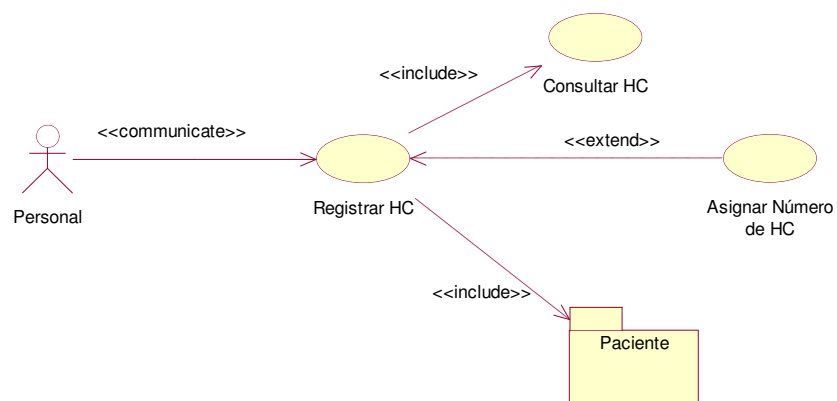 <<include>>
Consultar HC
<<communicate>>
<<extend>>
Personal
Registrar HC
Asignar Número
de HC
<<include>>
Paciente